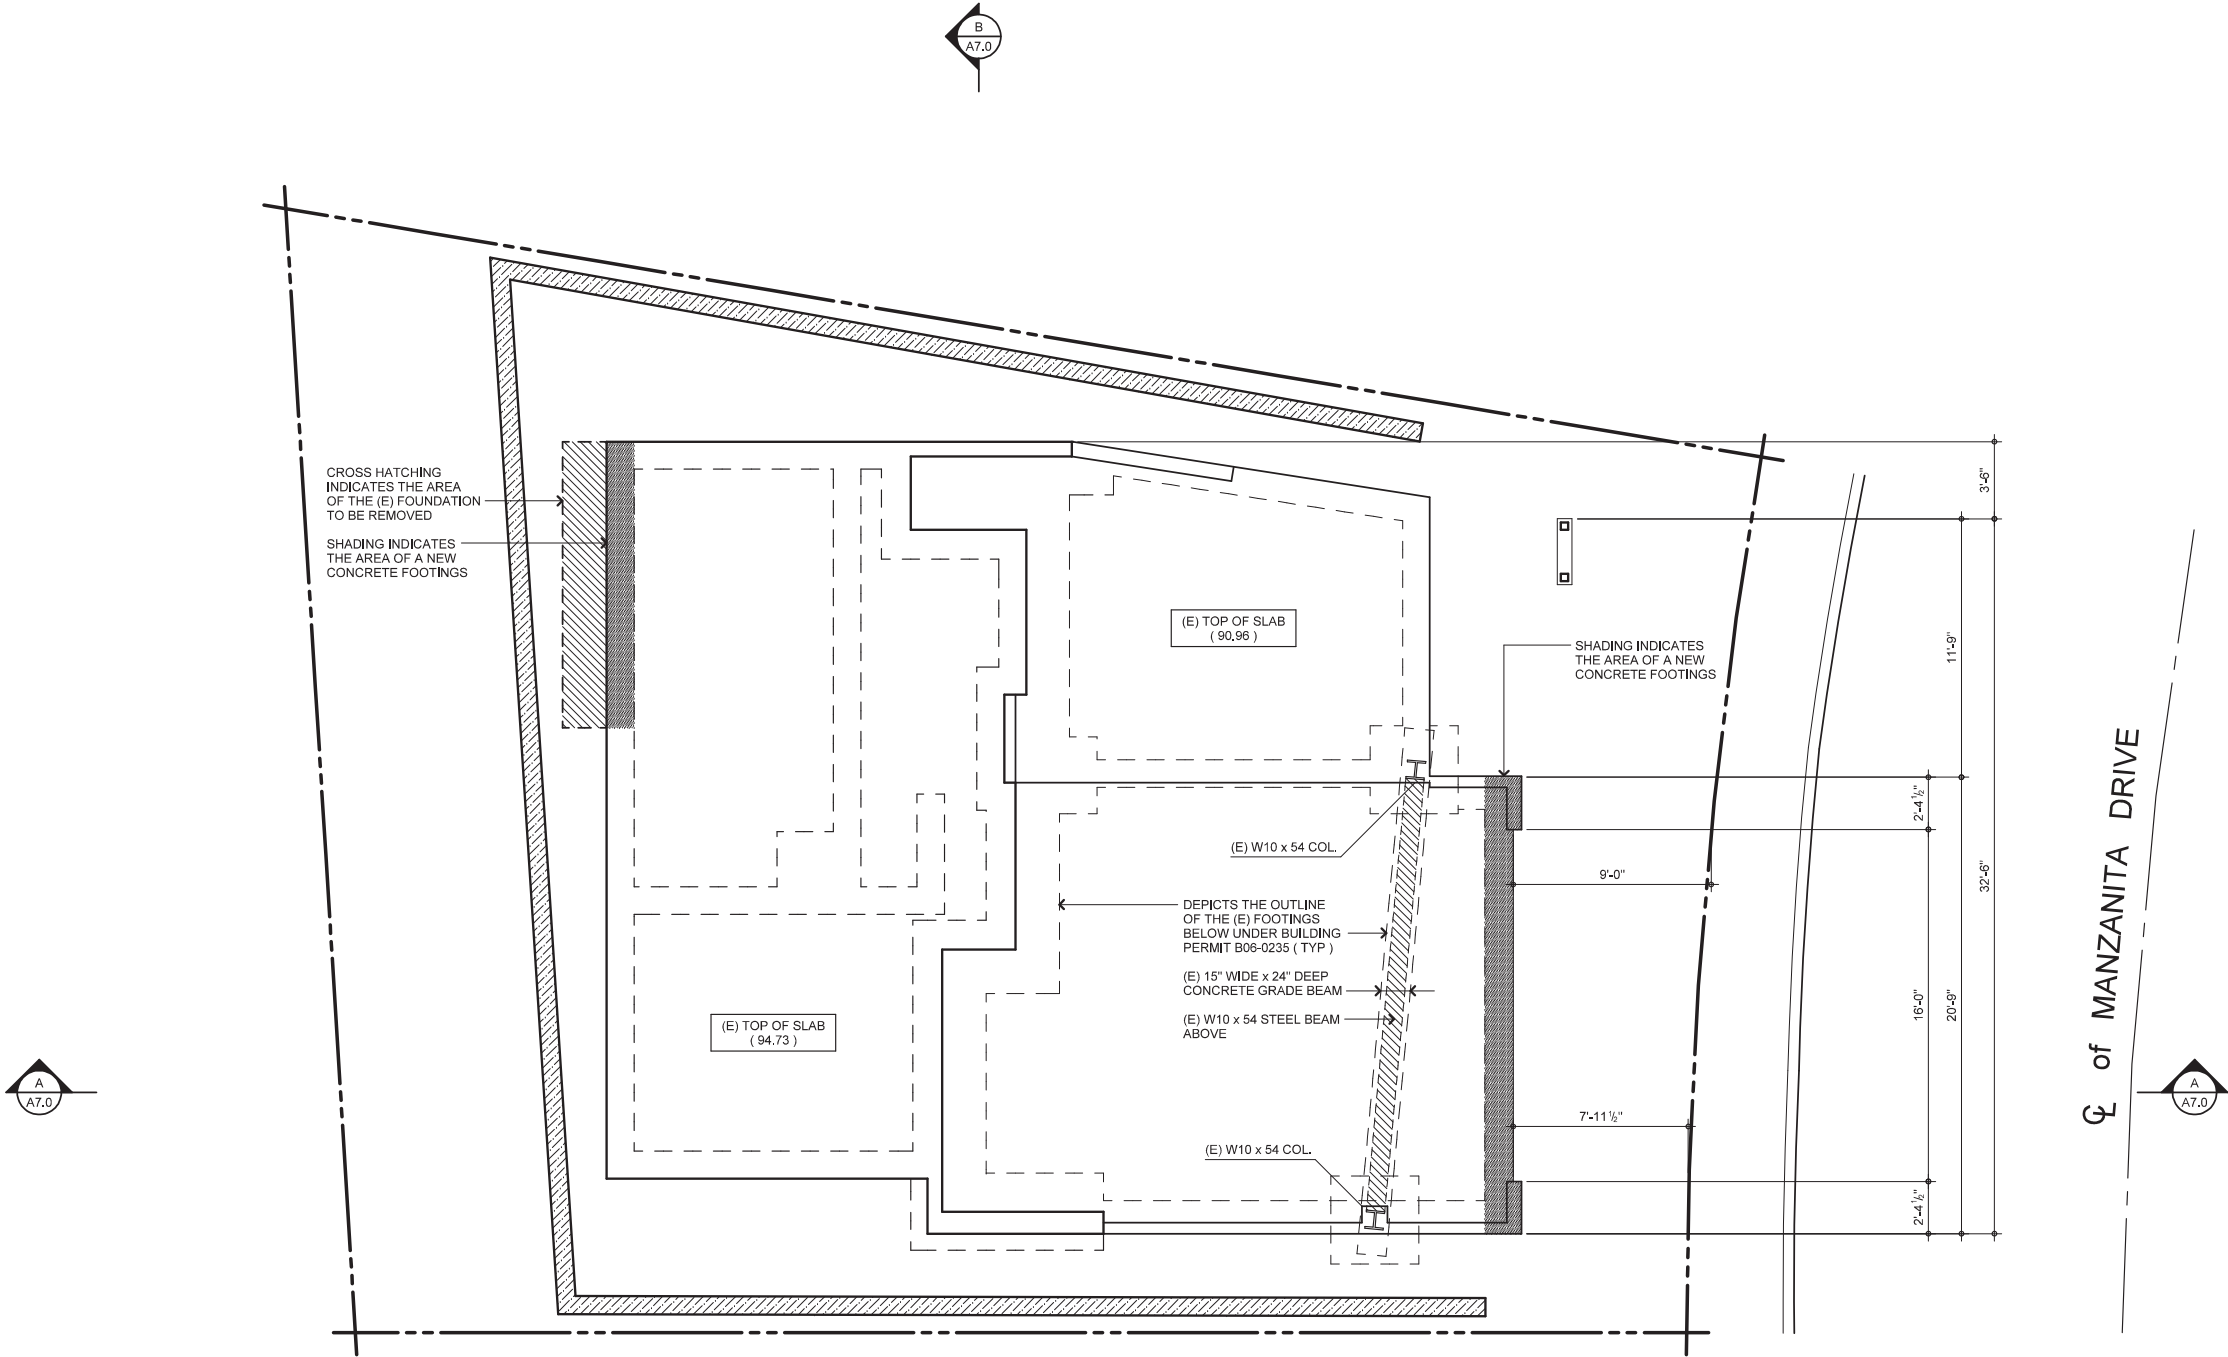 B
A7.0
CROSS HATCHING
INDICATES THE AREA
OF THE (E) FOUNDATION
TO BE REMOVED
SHADING INDICATES
THE AREA OF A NEW
CONCRETE FOOTINGS
3'-6"
(E) TOP OF SLAB
( 90.96 )
SHADING INDICATES
THE AREA OF A NEW
CONCRETE FOOTINGS
11'-9"
2'-4 ½"
(E) W10 x 54 COL.
9'-0"
32'-6"
DEPICTS THE OUTLINE
OF THE (E) FOOTINGS
BELOW UNDER BUILDING
PERMIT B06-0235 ( TYP )
(E) 15" WIDE x 24" DEEP
CONCRETE GRADE BEAM
(E) W10 x 54 STEEL BEAM
ABOVE
16'-0"
20'-9"
℄ of MANZANITA DRIVE
(E) TOP OF SLAB
( 94.73 )
A
A7.0
A
A7.0
7'-11 ½"
(E) W10 x 54 COL.
2'-4 ½"